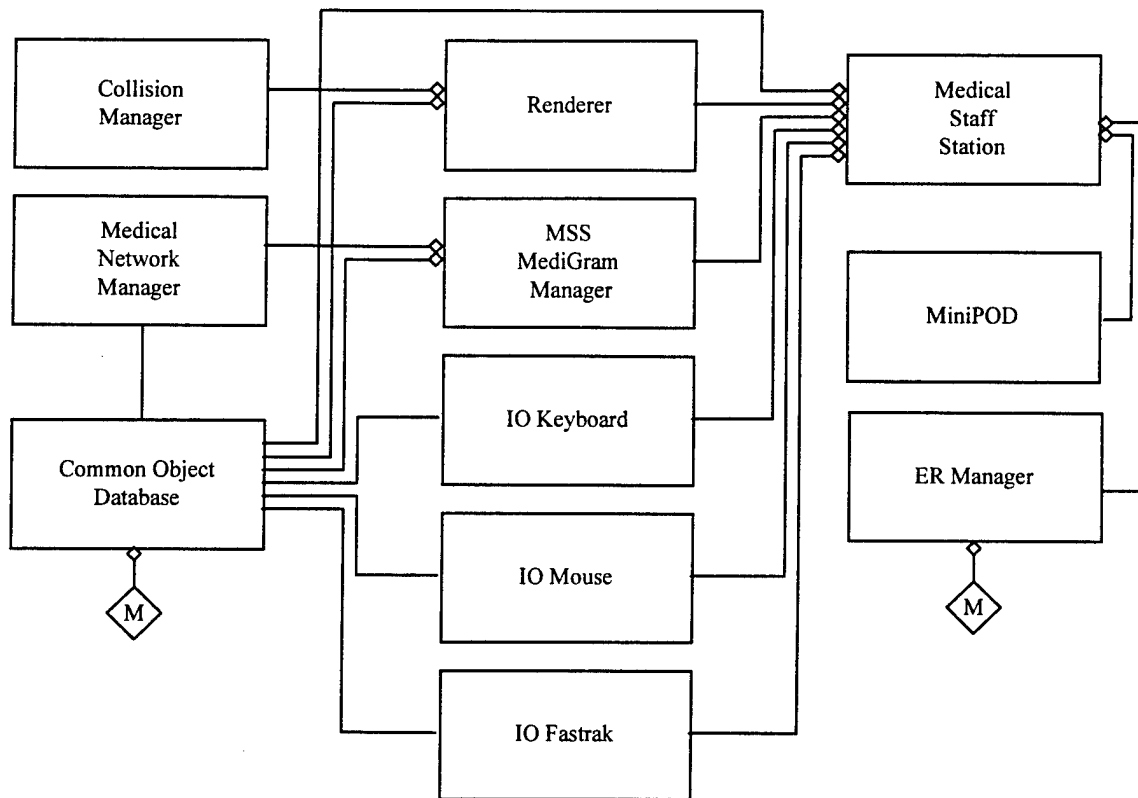 Collision
Manager
Renderer
Medical
Staff
Station
Medical
Network
Manager
MSS
MediGram
Manager
MiniPOD
Common Object
Database
IO Keyboard
ER Manager
M
IO Mouse
M
IO Fastrak